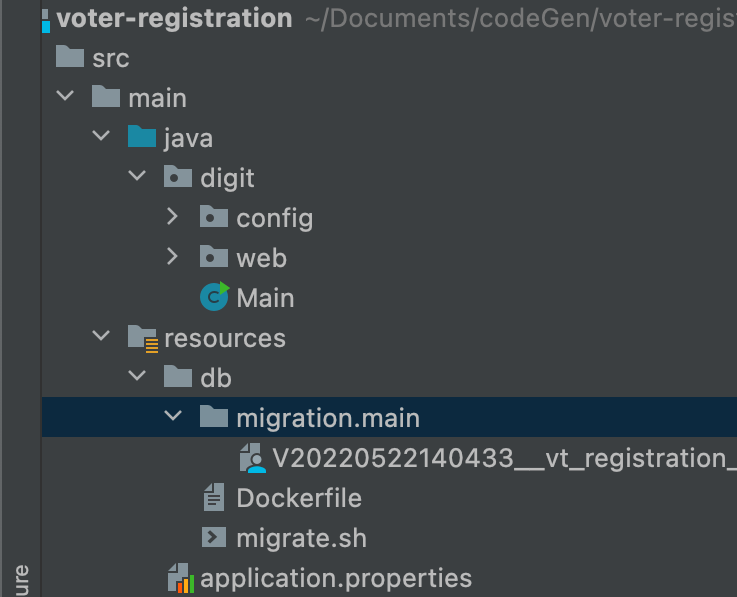 voter-registration ~/Documents/codeGen/voter-regis
src
main
java
digit
config
web
C Main
resources
db
migration.main
V20220522140433__vt_registration_
Dockerfile
migrate.sh
application.properties
ure